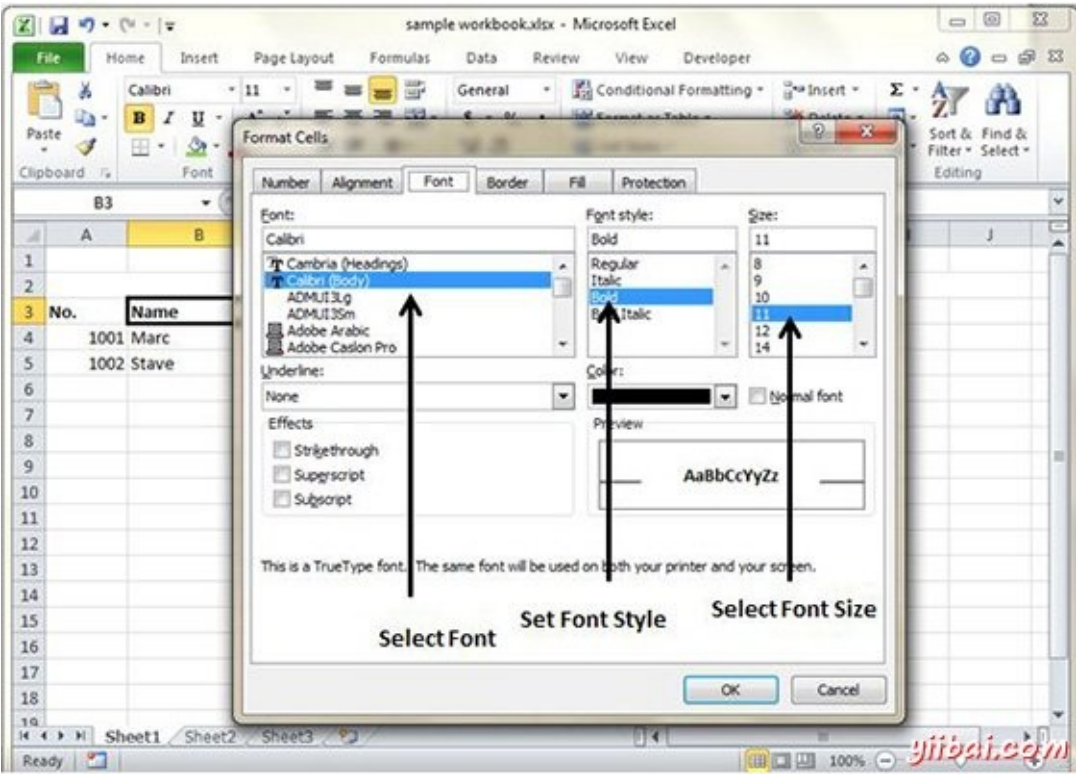 sample workbook.xlsx - Microsoft Excel
File Home Insert Page Layout Formulas Data Review View Developer
Paste
Clipboard
Calibri 11
B I U
Font
General
Conditional Formatting
Format as Table
Insert
Delete
Sort & Filter
Find & Select
Editing
B3
A B J
1
2
3 No. Name
4 1001 Marc
5 1002 Stave
6
7
8
9
10
11
12
13
14
15
16
17
18
19
Format Cells
Number Alignment Font Border Fill Protection
Font:
Calibri
Cambria (Headings)
Calibri (Body)
ADMUI3Lg
ADMUI3Sm
Adobe Arabic
Adobe Caslon Pro
Font style:
Bold
Regular
Italic
Bold
Bold Italic
Size:
11
8
9
10
11
12
14
Underline:
None
Color:
Normal font
Effects
Strikethrough
Superscript
Subscript
Preview
AaBbCcYyZz
This is a TrueType font. The same font will be used on both your printer and your screen.
Select Font
Set Font Style
Select Font Size
OK Cancel
Sheet1 Sheet2 Sheet3
Ready
100%
yiibai.com